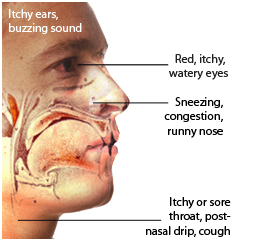 Itchy ears,
buzzing sound
Red, itchy,
watery eyes
Sneezing,
congestion,
runny nose
Itchy or sore
throat, post-
nasal drip, cough